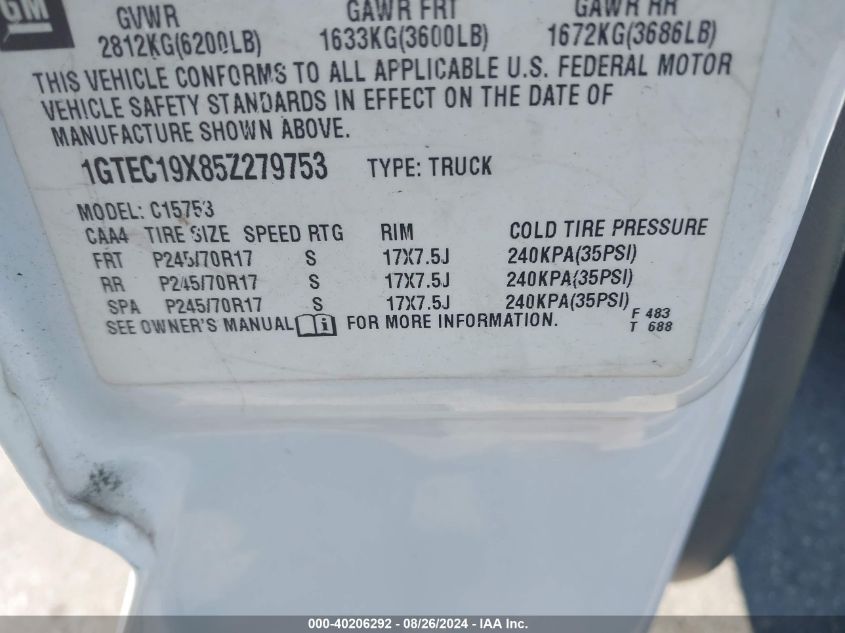 GM
GVWR GAWR FRT GAWR RR
2812KG(6200LB) 1633KG(3600LB) 1672KG(3686LB)
THIS VEHICLE CONFORMS TO ALL APPLICABLE U.S. FEDERAL MOTOR
VEHICLE SAFETY STANDARDS IN EFFECT ON THE DATE OF
MANUFACTURE SHOWN ABOVE.
1GTEC19X85Z279753 TYPE: TRUCK
MODEL: C15753
CAA4 TIRE SIZE SPEED RTG RIM COLD TIRE PRESSURE
FRT P245/70R17 S 17X7.5J 240KPA(35PSI)
RR P245/70R17 S 17X7.5J 240KPA(35PSI)
SPA P245/70R17 S 17X7.5J 240KPA(35PSI)
F 483
SEE OWNER'S MANUAL i FOR MORE INFORMATION. T 688
000-40206292 - 08/26/2024 - IAA Inc.